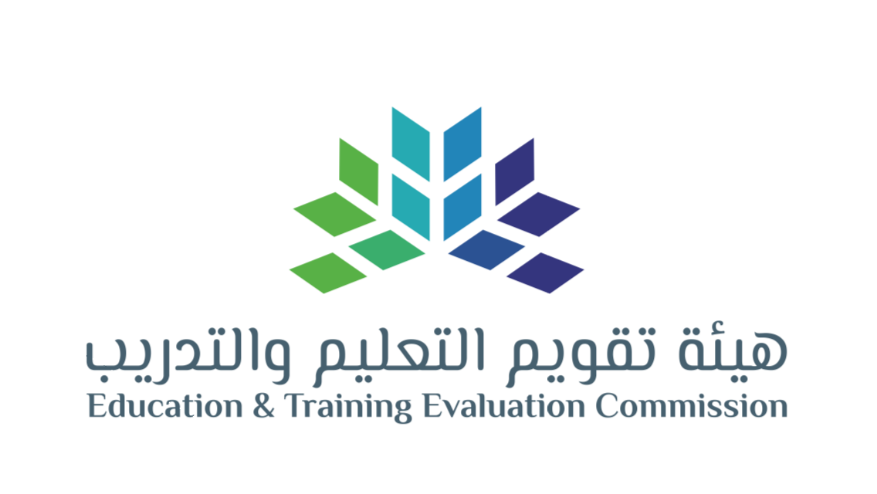 هيئة تقويم التعليم والتدريب
Education & Training Evaluation Commission